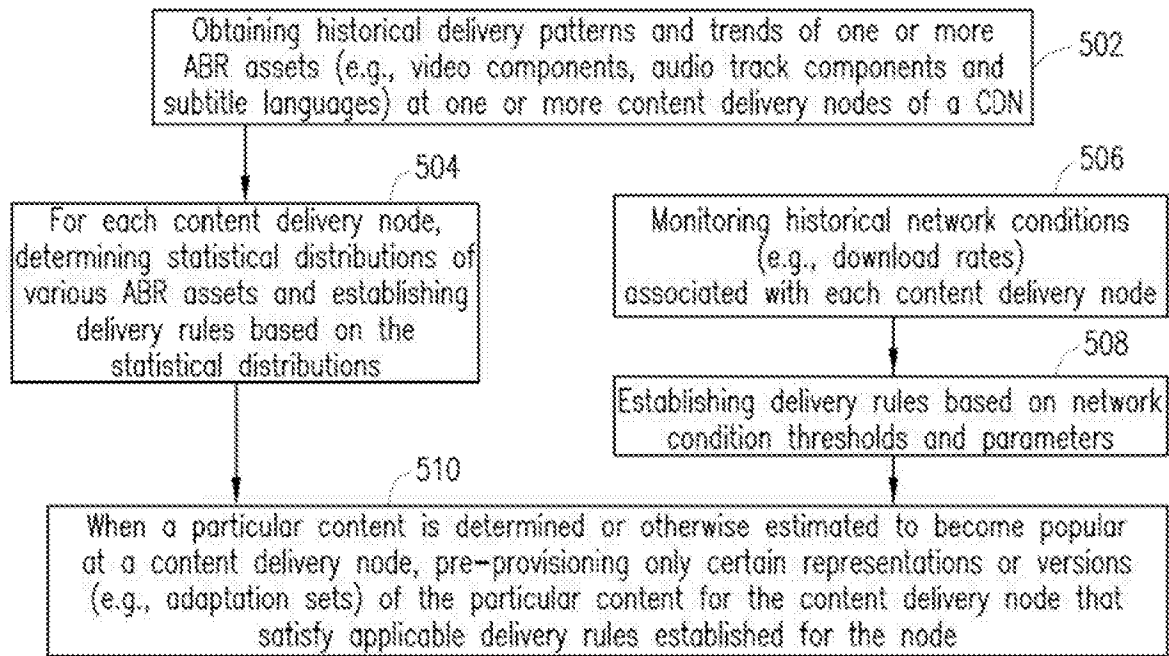 Obtaining historical delivery patterns and trends of one or more
ABR assets (e.g., video components, audio track components and
subtitle languages) at one or more content delivery nodes of a CDN
502
504
For each content delivery node,
determining statistical distributions of
various ABR assets and establishing
delivery rules based on the
statistical distributions
506
Monitoring historical network conditions
(e.g., download rates)
associated with each content delivery node
508
Establishing delivery rules based on network
condition thresholds and parameters
510
When a particular content is determined or otherwise estimated to become popular
at a content delivery node, pre-provisioning only certain representations or versions
(e.g., adaptation sets) of the particular content for the content delivery node that
satisfy applicable delivery rules established for the node